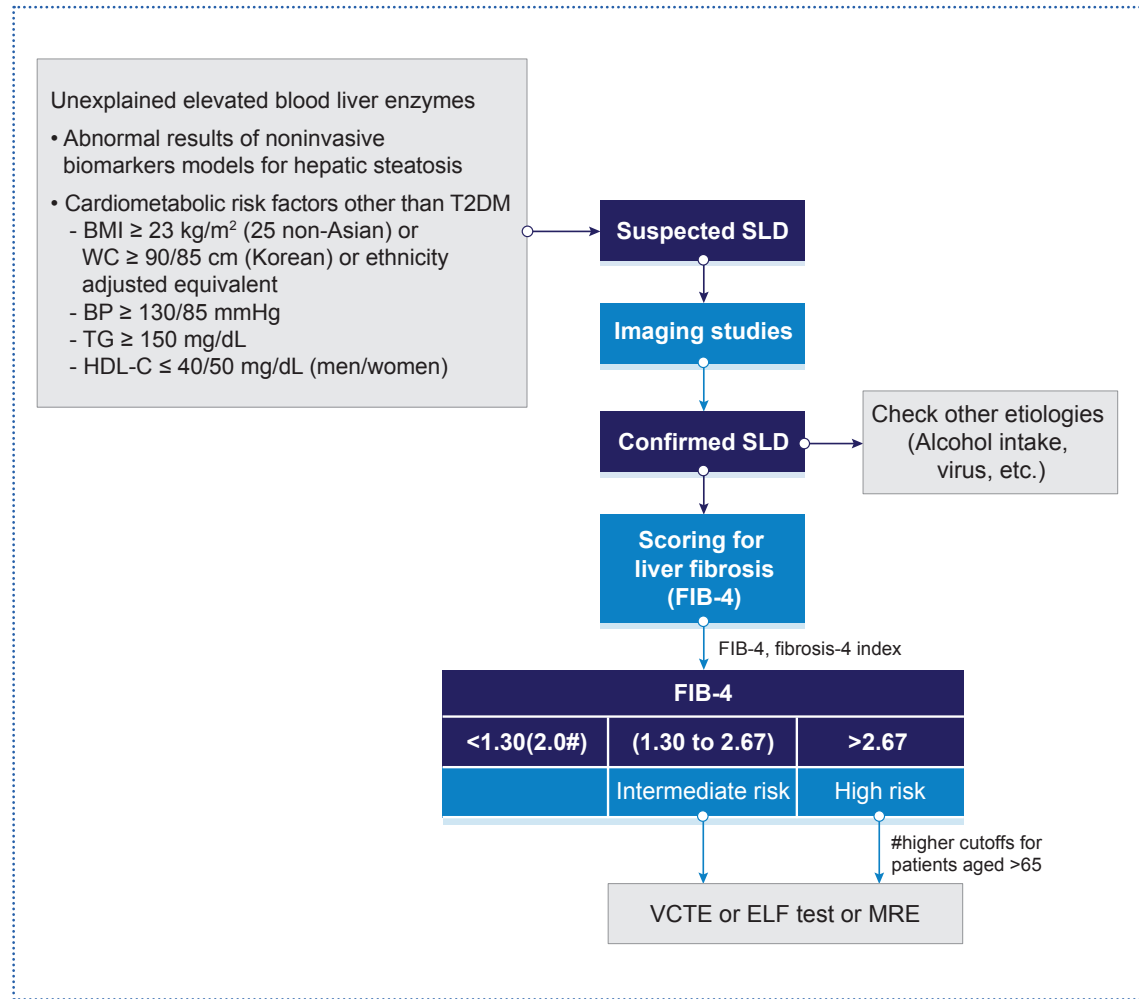 Unexplained elevated blood liver enzymes
• Abnormal results of noninvasive
biomarkers models for hepatic steatosis
• Cardiometabolic risk factors other than T2DM
- BMI ≥ 23 kg/m² (25 non-Asian) or
WC ≥ 90/85 cm (Korean) or ethnicity
adjusted equivalent
- BP ≥ 130/85 mmHg
- TG ≥ 150 mg/dL
- HDL-C ≤ 40/50 mg/dL (men/women)
Suspected SLD
Imaging studies
Confirmed SLD
Check other etiologies
(Alcohol intake,
virus, etc.)
Scoring for
liver fibrosis
(FIB-4)
FIB-4, fibrosis-4 index
FIB-4
<1.30(2.0#) (1.30 to 2.67) >2.67
Intermediate risk High risk
#higher cutoffs for
patients aged >65
VCTE or ELF test or MRE